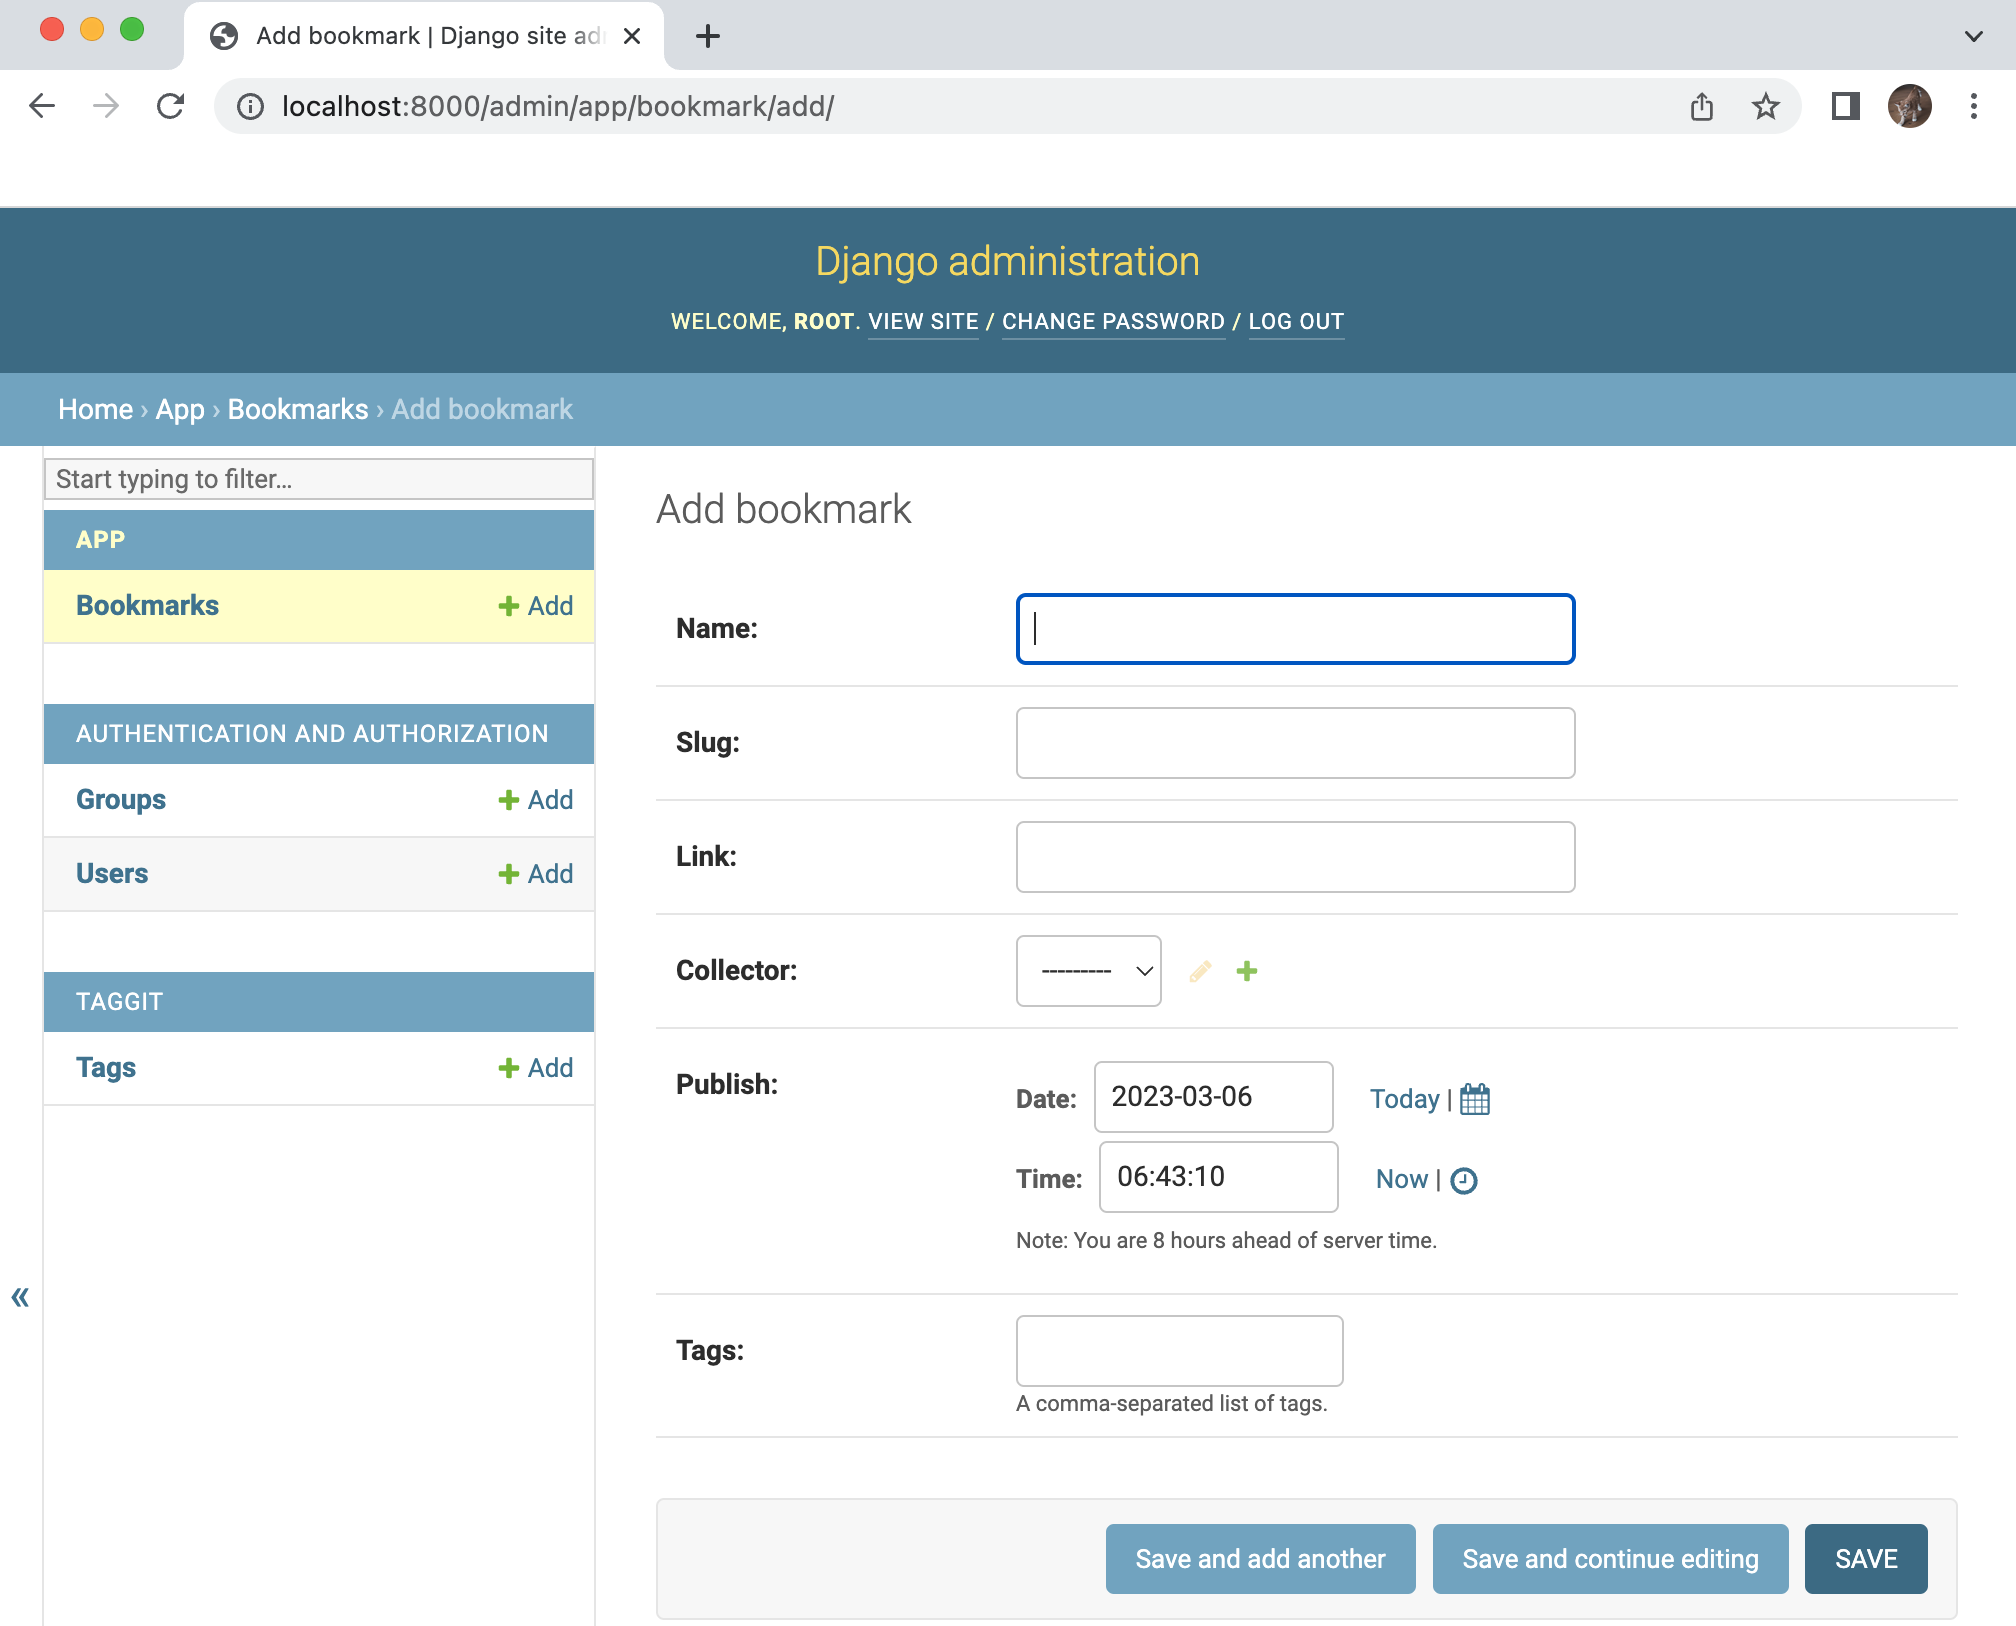 Add bookmark | Django site ad
localhost:8000/admin/app/bookmark/add/
Django administration
WELCOME, ROOT. VIEW SITE / CHANGE PASSWORD / LOG OUT
Home › App › Bookmarks › Add bookmark
Start typing to filter...
APP
Bookmarks + Add
AUTHENTICATION AND AUTHORIZATION
Groups + Add
Users + Add
TAGGIT
Tags + Add
«
Add bookmark
Name:
Slug:
Link:
Collector: ---------
Publish:
Date: 2023-03-06 Today |
Time: 06:43:10 Now |
Note: You are 8 hours ahead of server time.
Tags:
A comma-separated list of tags.
Save and add another Save and continue editing SAVE